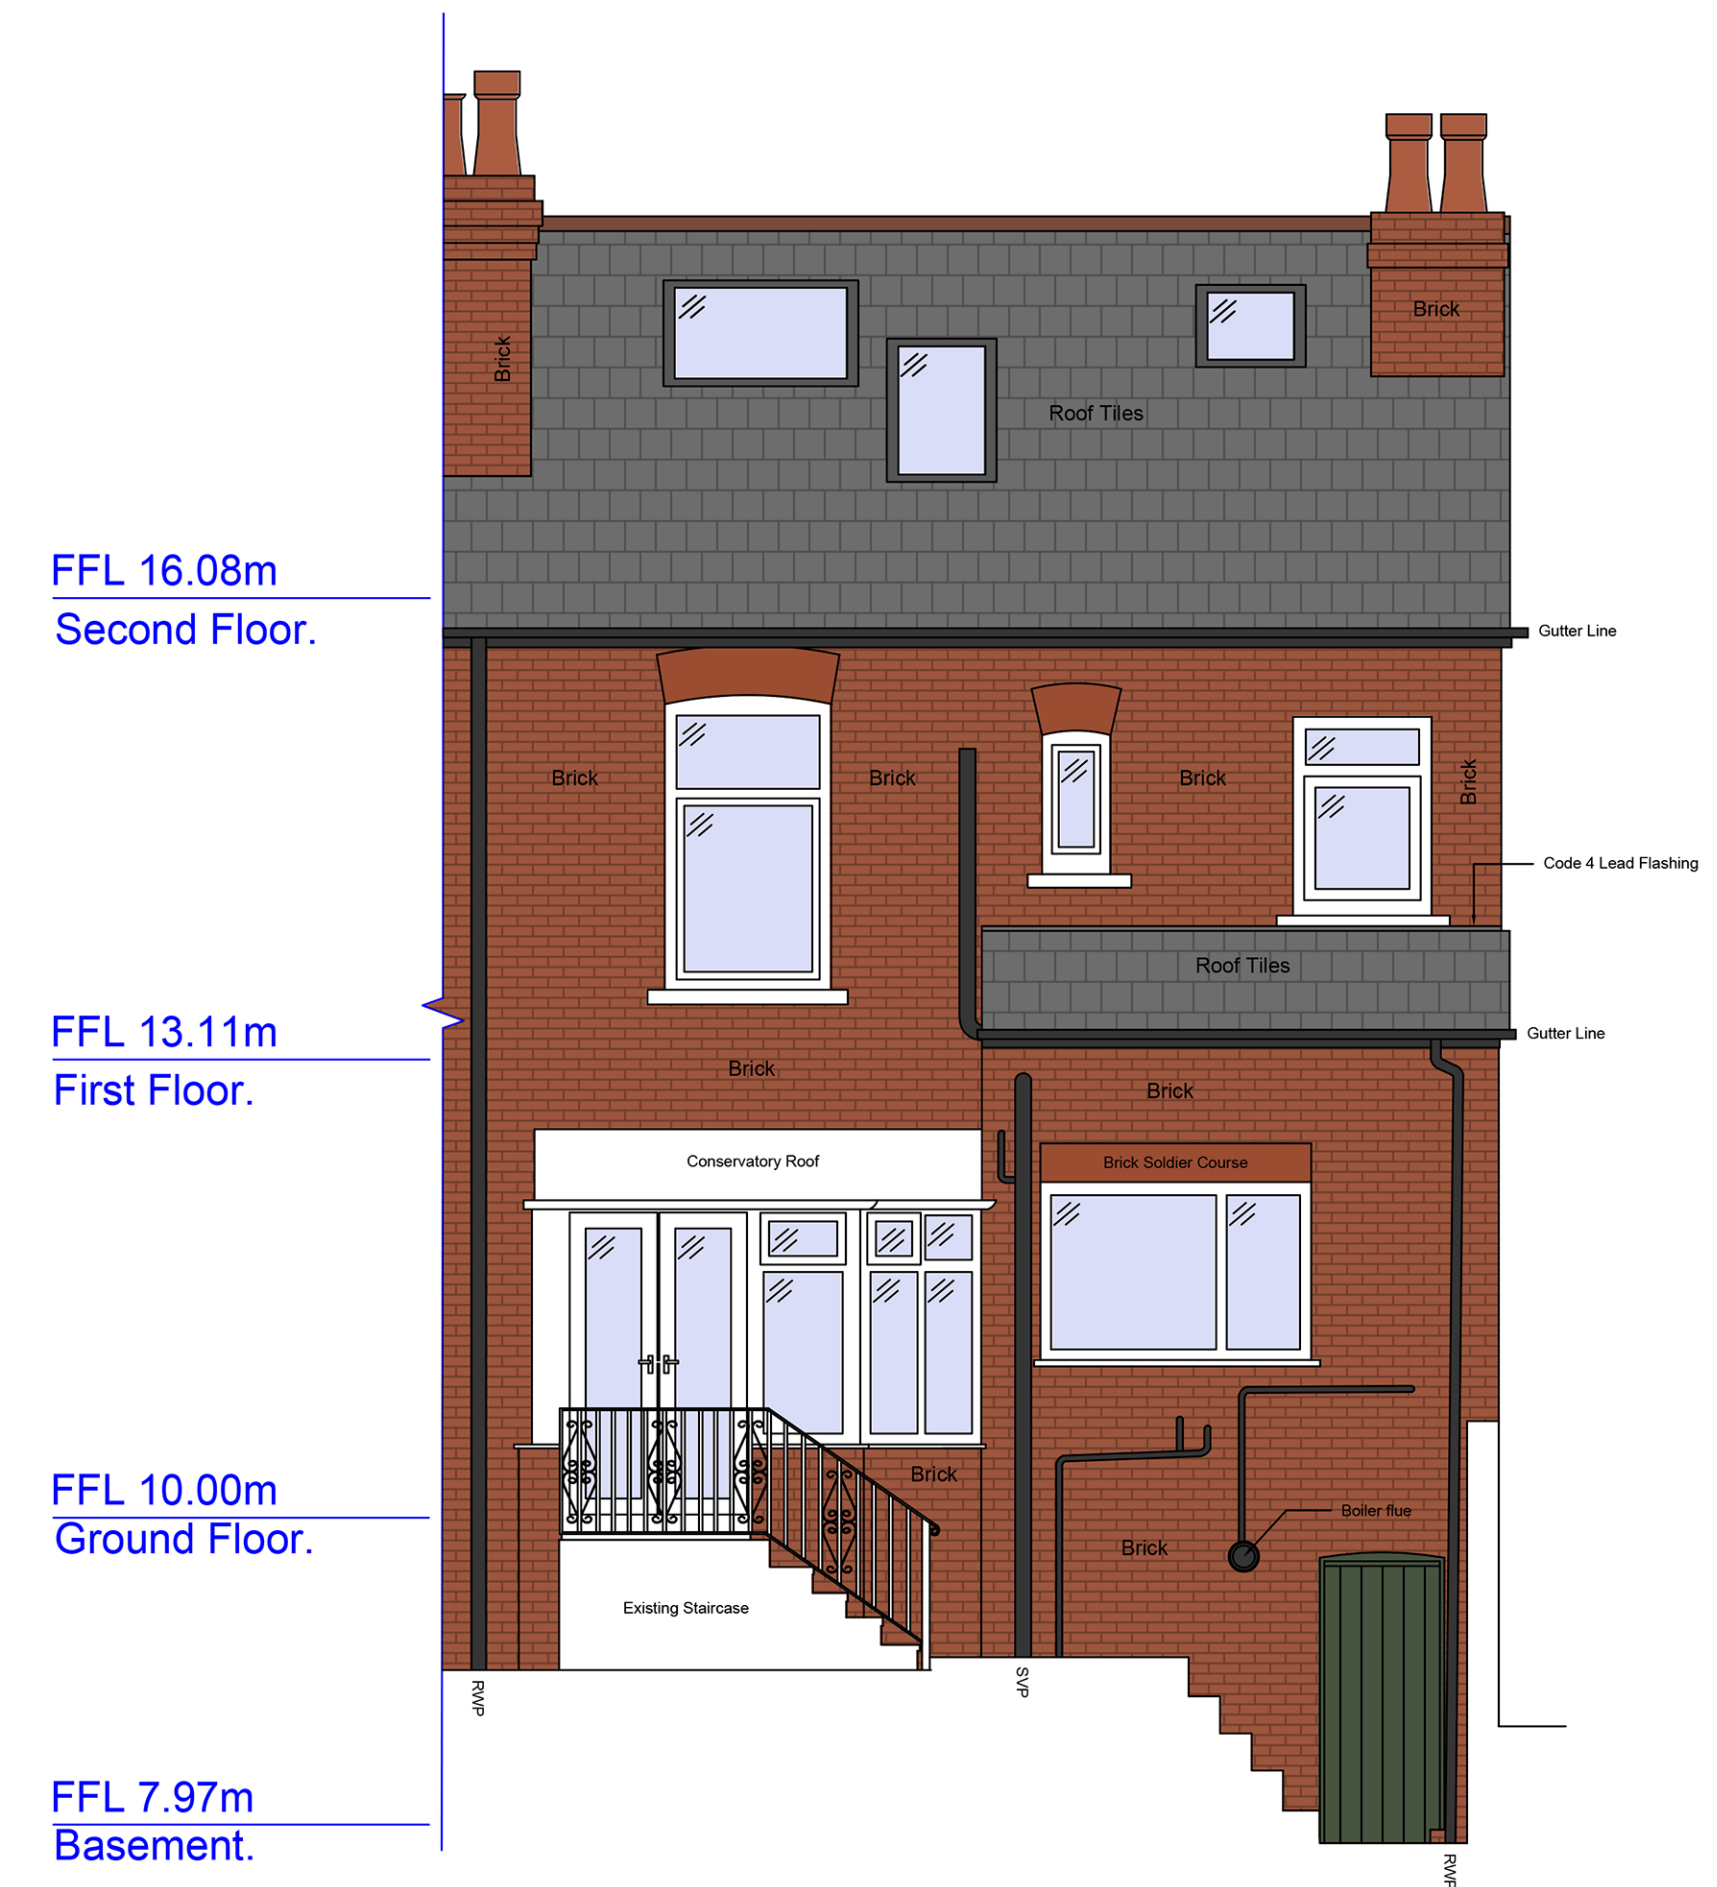 Brick
Brick
Roof Tiles
FFL 16.08m
Second Floor.
Gutter Line
Brick
Brick
Brick
Brick
Code 4 Lead Flashing
Roof Tiles
FFL 13.11m
First Floor.
Gutter Line
Brick
Brick
Conservatory Roof
Brick Soldier Course
FFL 10.00m
Ground Floor.
Brick
Boiler flue
Brick
Existing Staircase
RWP
SVP
FFL 7.97m
Basement.
RWP